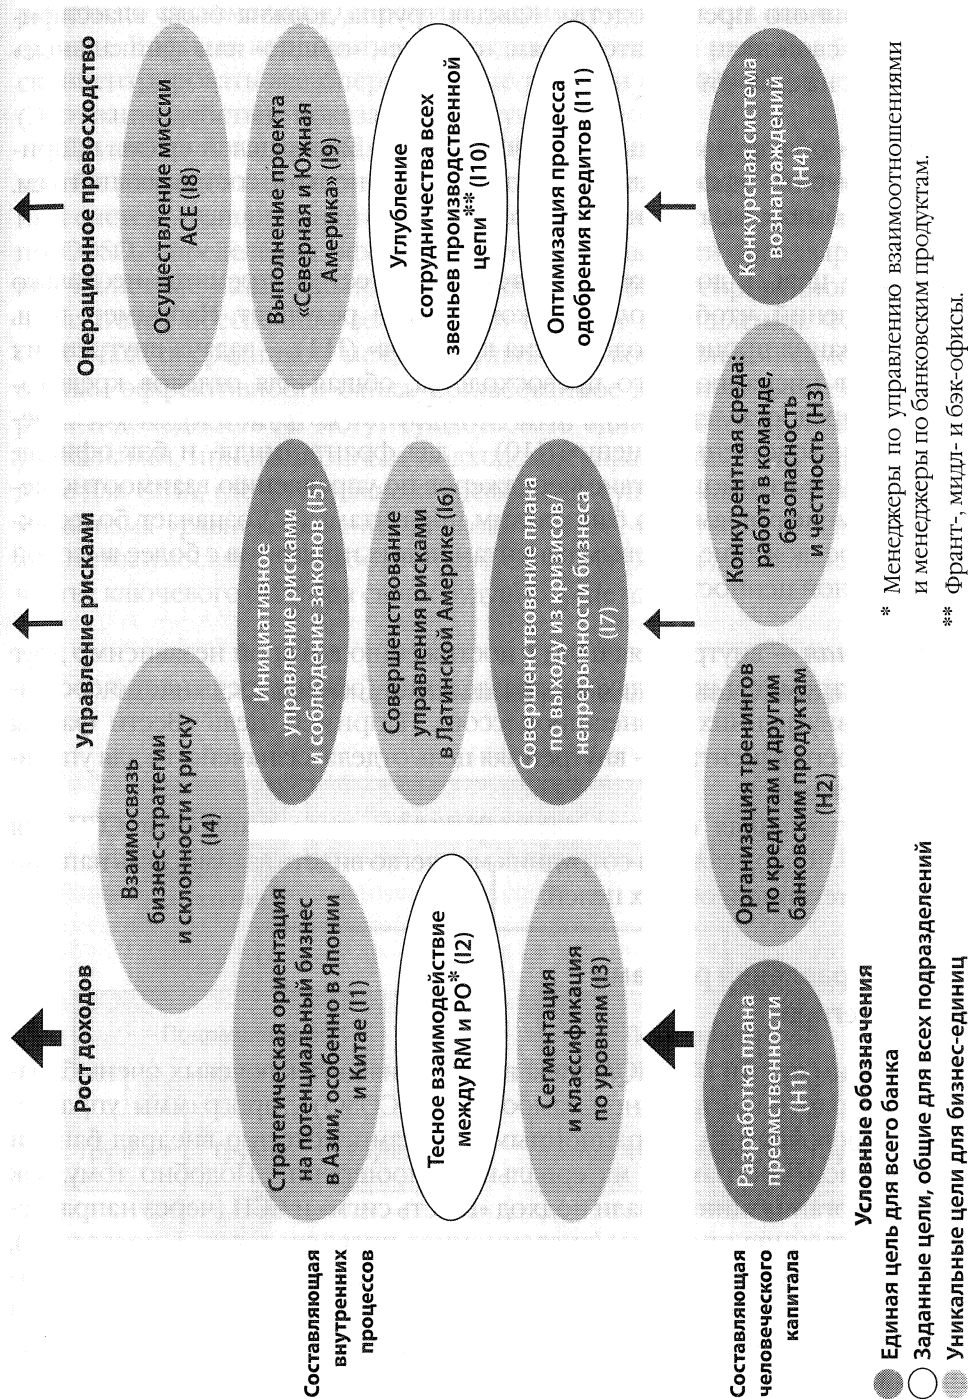 Рост доходов
Управление рисками
Операционное превосходство
Составляющая
внутренних
процессов
Стратегическая ориентация
на потенциальный бизнес
в Азии, особенно в Японии
и Китае (I1)
Тесное взаимодействие
между RM и PO* (I2)
Сегментация
и классификация
по уровням (I3)
Взаимосвязь
бизнес-стратегии
и склонности к риску
(I4)
Инициативное
управление рисками
и соблюдение законов (I5)
Совершенствование
управления рисками
в Латинской Америке (I6)
Совершенствование плана
по выходу из кризисов/
непрерывности бизнеса
(I7)
Осуществление миссии
ACE (I8)
Выполнение проекта
«Северная и Южная
Америка» (I9)
Углубление
сотрудничества всех
звеньев производственной
цепи** (I10)
Оптимизация процесса
одобрения кредитов (I11)
Составляющая
человеческого
капитала
Разработка плана
преемственности
(H1)
Организация тренингов
по кредитам и другим
банковским продуктам
(H2)
Конкурентная среда:
работа в команде,
безопасность
и честность (H3)
Конкурсная система
вознаграждений
(H4)
Условные обозначения
Единая цель для всего банка
Заданные цели, общие для всех подразделений
Уникальные цели для бизнес-единиц
* Менеджеры по управлению взаимоотношениями
и менеджеры по банковским продуктам.
** Франт-, мидл- и бэк-офисы.